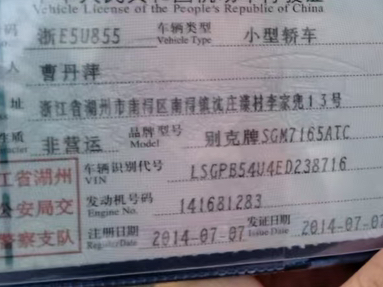 Vehicle License of the People's Republic of China
码 浙E5U855 车辆类型 Vehicle Type 小型轿车
人 曹丹萍
址 浙江省湖州市南浔区南浔镇沈庄漾村李家兜13号
性质 非营运 品牌型号 Model 别克牌SGM7165ATC
江省湖州 车辆识别代号 VIN LSGPB54U4ED238716
公安局交 发动机号码 Engine No. 141681283
警察支队 注册日期 Register Date 2014-07-07 发证日期 Issue Date 2014-07-07